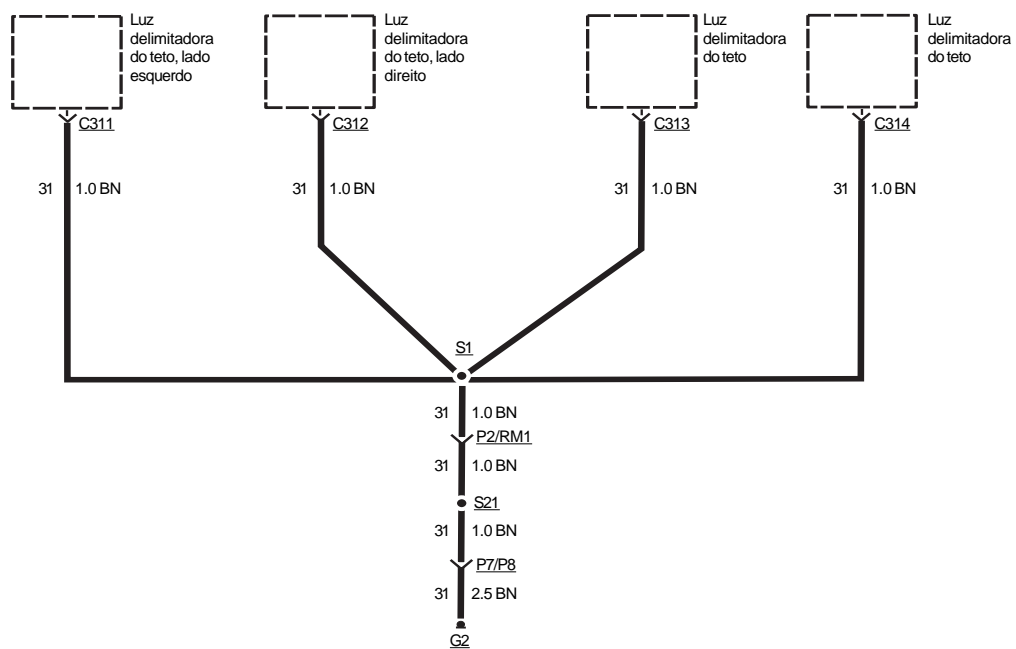 Luz
delimitadora
do teto, lado
esquerdo
Luz
delimitadora
do teto, lado
direito
Luz
delimitadora
do teto
Luz
delimitadora
do teto
C311
C312
C313
C314
31 1.0 BN
31 1.0 BN
31 1.0 BN
31 1.0 BN
S1
31 1.0 BN
P2/RM1
31 1.0 BN
S21
31 1.0 BN
P7/P8
31 2.5 BN
G2